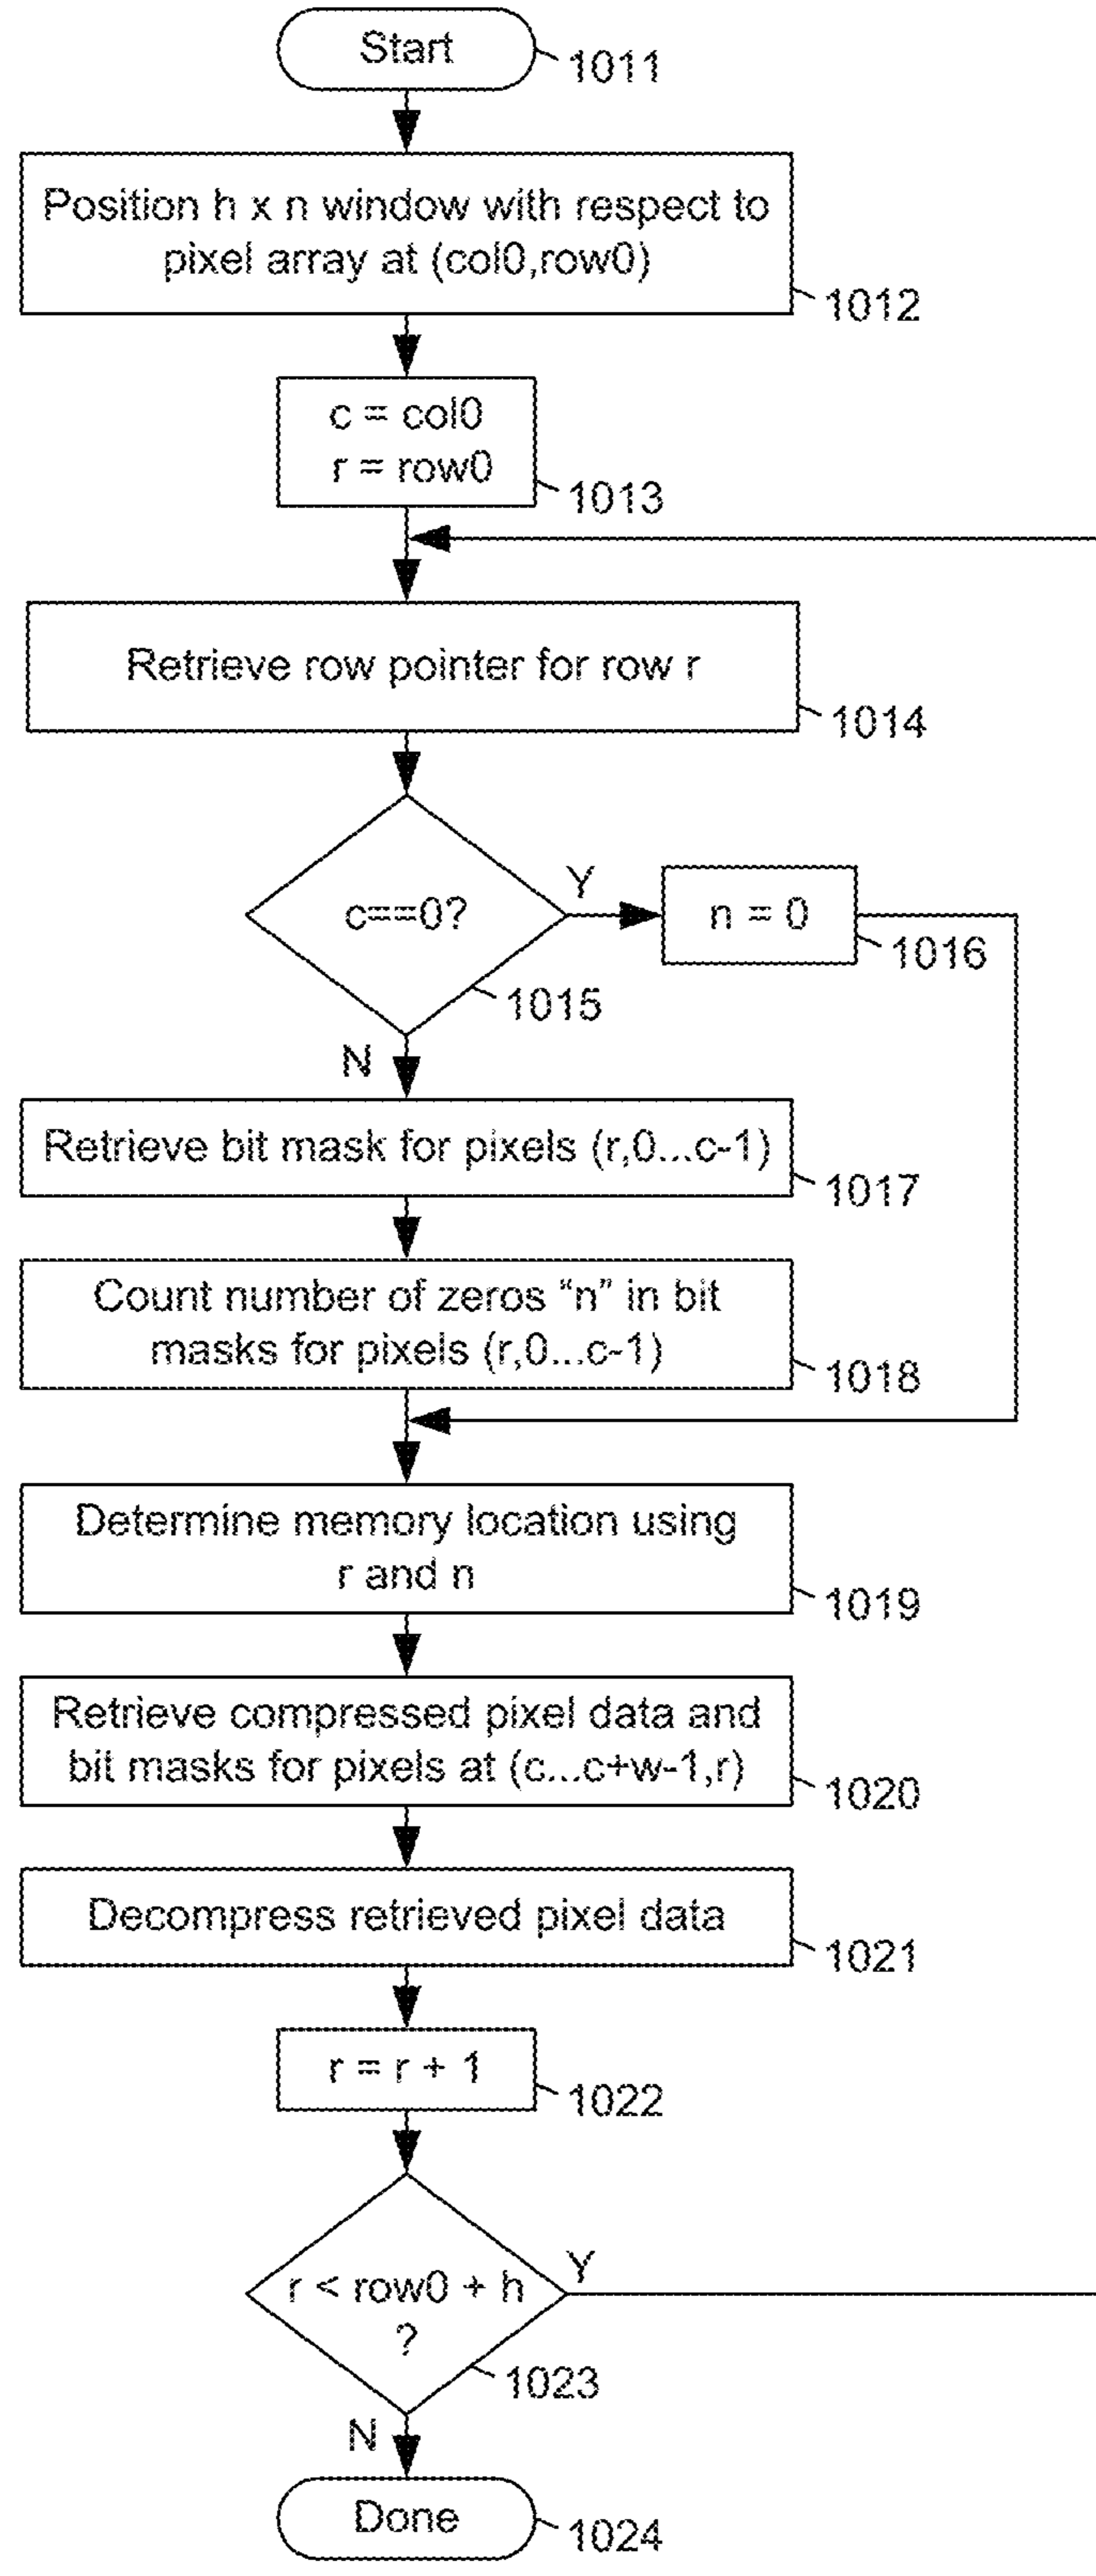 Start
1011
Position h x n window with respect to
pixel array at (col0,row0)
1012
c = col0
r = row0
1013
Retrieve row pointer for row r
1014
c==0?
Y
n = 0
1016
1015
N
Retrieve bit mask for pixels (r,0...c-1)
1017
Count number of zeros “n” in bit
masks for pixels (r,0...c-1)
1018
Determine memory location using
r and n
1019
Retrieve compressed pixel data and
bit masks for pixels at (c...c+w-1,r)
1020
Decompress retrieved pixel data
1021
r = r + 1
1022
r < row0 + h
?
Y
1023
N
Done
1024